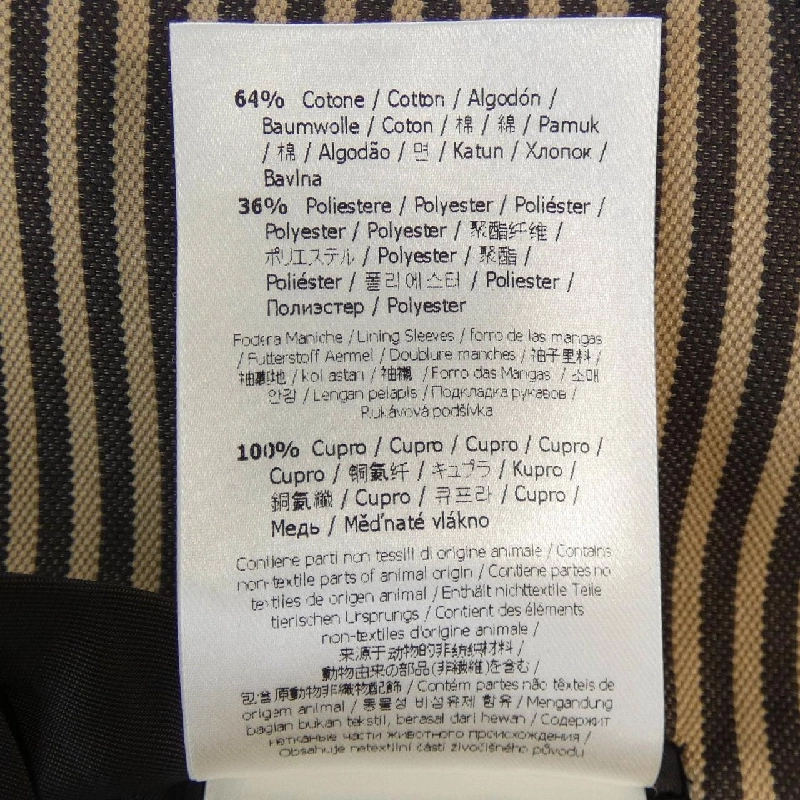 64% Cotone / Cotton / Algodón /
Baumwolle / Coton / 棉 / 綿 / Pamuk
/ 棉 / Algodão / 면 / Katun / Хлопок /
Bavlna
36% Poliestere / Polyester / Poliéster /
Polyester / Polyester / 聚酯纤维 /
ポリエステル / Polyester / 聚酯 /
Poliéster / 폴리에스터 / Poliester /
Полиэстер / Polyester
Fodera Maniche / Lining Sleeves / forro de las mangas
/ Futterstoff Aermel / Doublure manches / 袖子里料 /
袖裏地 / kol astarı / 袖襯 / Forro das Mangas / 소매
안감 / Lengan pelapis / Подкладка рукавов /
Rukávová podšívka
100% Cupro / Cupro / Cupro / Cupro /
Cupro / 铜氨纤 / キュプラ / Kupro /
銅氨纖 / Cupro / 큐프라 / Cupro /
Медь / Měďnaté vlákno
Contiene parti non tessili di origine animale / Contains
non-textile parts of animal origin / Contiene partes no
textiles de origen animal / Enthält nichttextile Teile
tierischen Ursprungs / Contient des éléments
non-textiles d'origine animale /
来源于动物的非纺织材料 /
動物由来の部品(非繊維)を含む /
包含原動物非織物配飾 / Contém partes não têxteis de
origem animal / 동물성 비섬유제 함유 / Mengandung
bagian bukan tekstil, berasal dari hewan / Содержит
нетканые части животного происхождения /
Obsahuje netextilní části živočišného původu